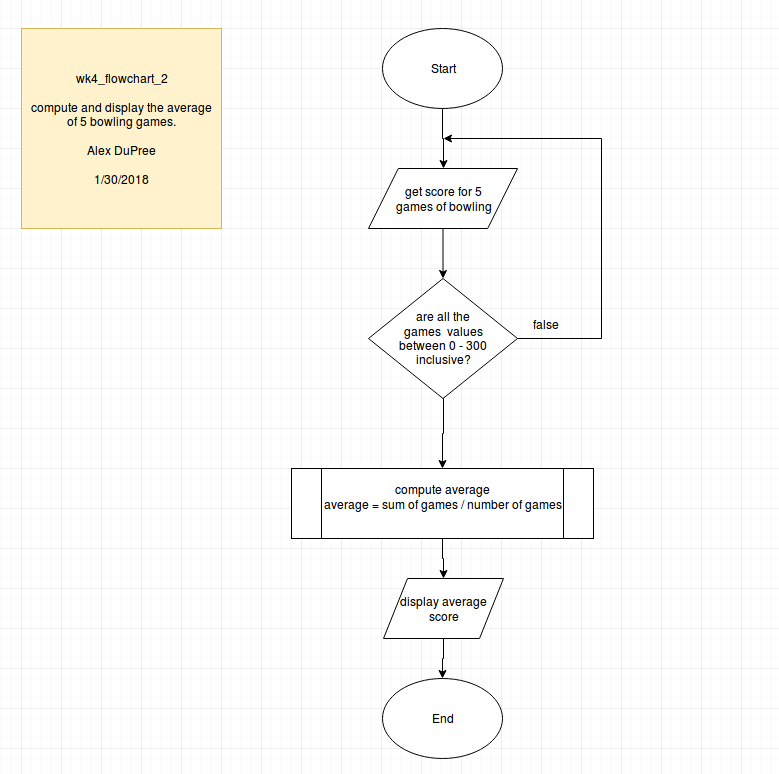 wk4_flowchart_2
compute and display the average
of 5 bowling games.
Alex DuPree
1/30/2018
Start
get score for 5
games of bowling
are all the
games values
between 0 - 300
inclusive?
false
compute average
average = sum of games / number of games
display average
score
End